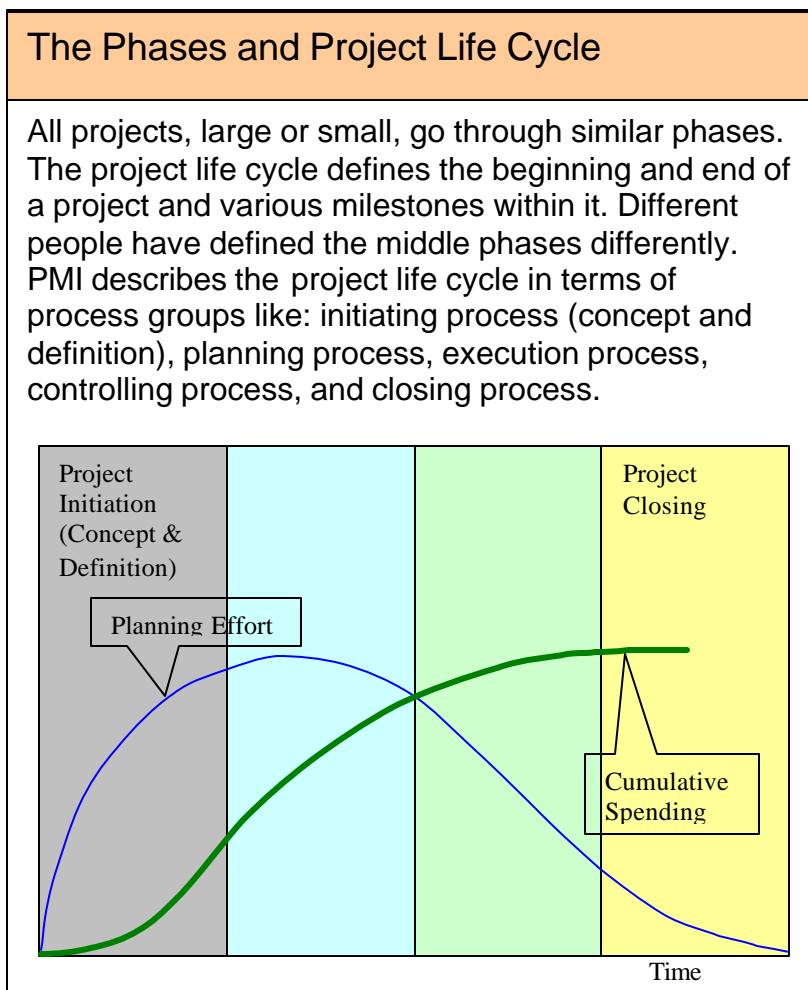 The Phases and Project Life Cycle
All projects, large or small, go through similar phases.
The project life cycle defines the beginning and end of
a project and various milestones within it. Different
people have defined the middle phases differently.
PMI describes the project life cycle in terms of
process groups like: initiating process (concept and
definition), planning process, execution process,
controlling process, and closing process.
Project
Initiation
(Concept &
Definition)
Project
Closing
Planning Effort
Cumulative
Spending
Time